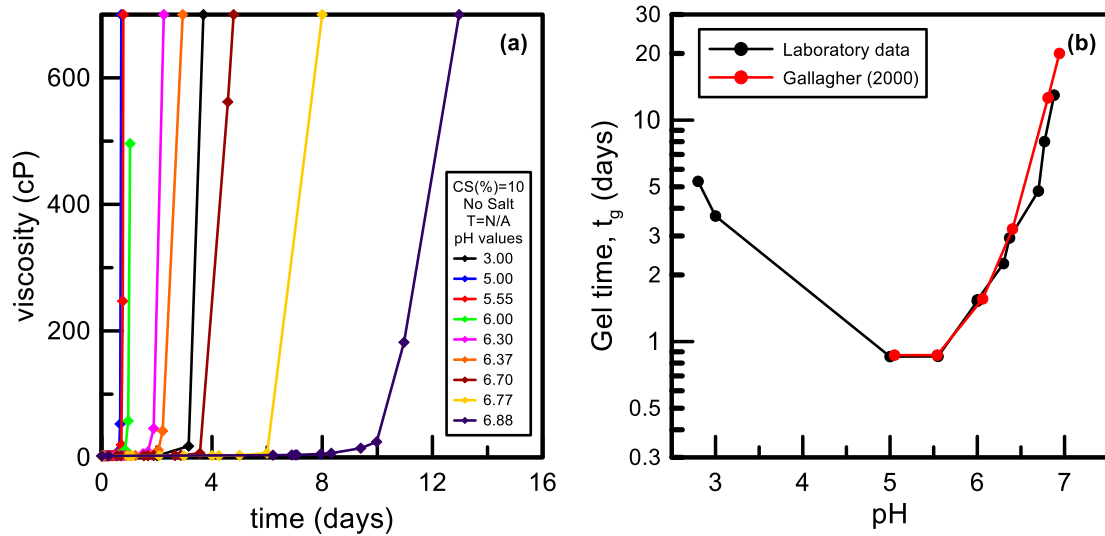 (a)
600
400
200
0
viscosity (cP)
0 4 8 12 16
time (days)
CS(%)=10
No Salt
T=N/A
pH values
3.00
5.00
5.55
6.00
6.30
6.37
6.70
6.77
6.88
(b)
Laboratory data
Gallagher (2000)
30
20
10
5
3
2
1
0.5
0.3
Gel time, tg (days)
3 4 5 6 7
pH